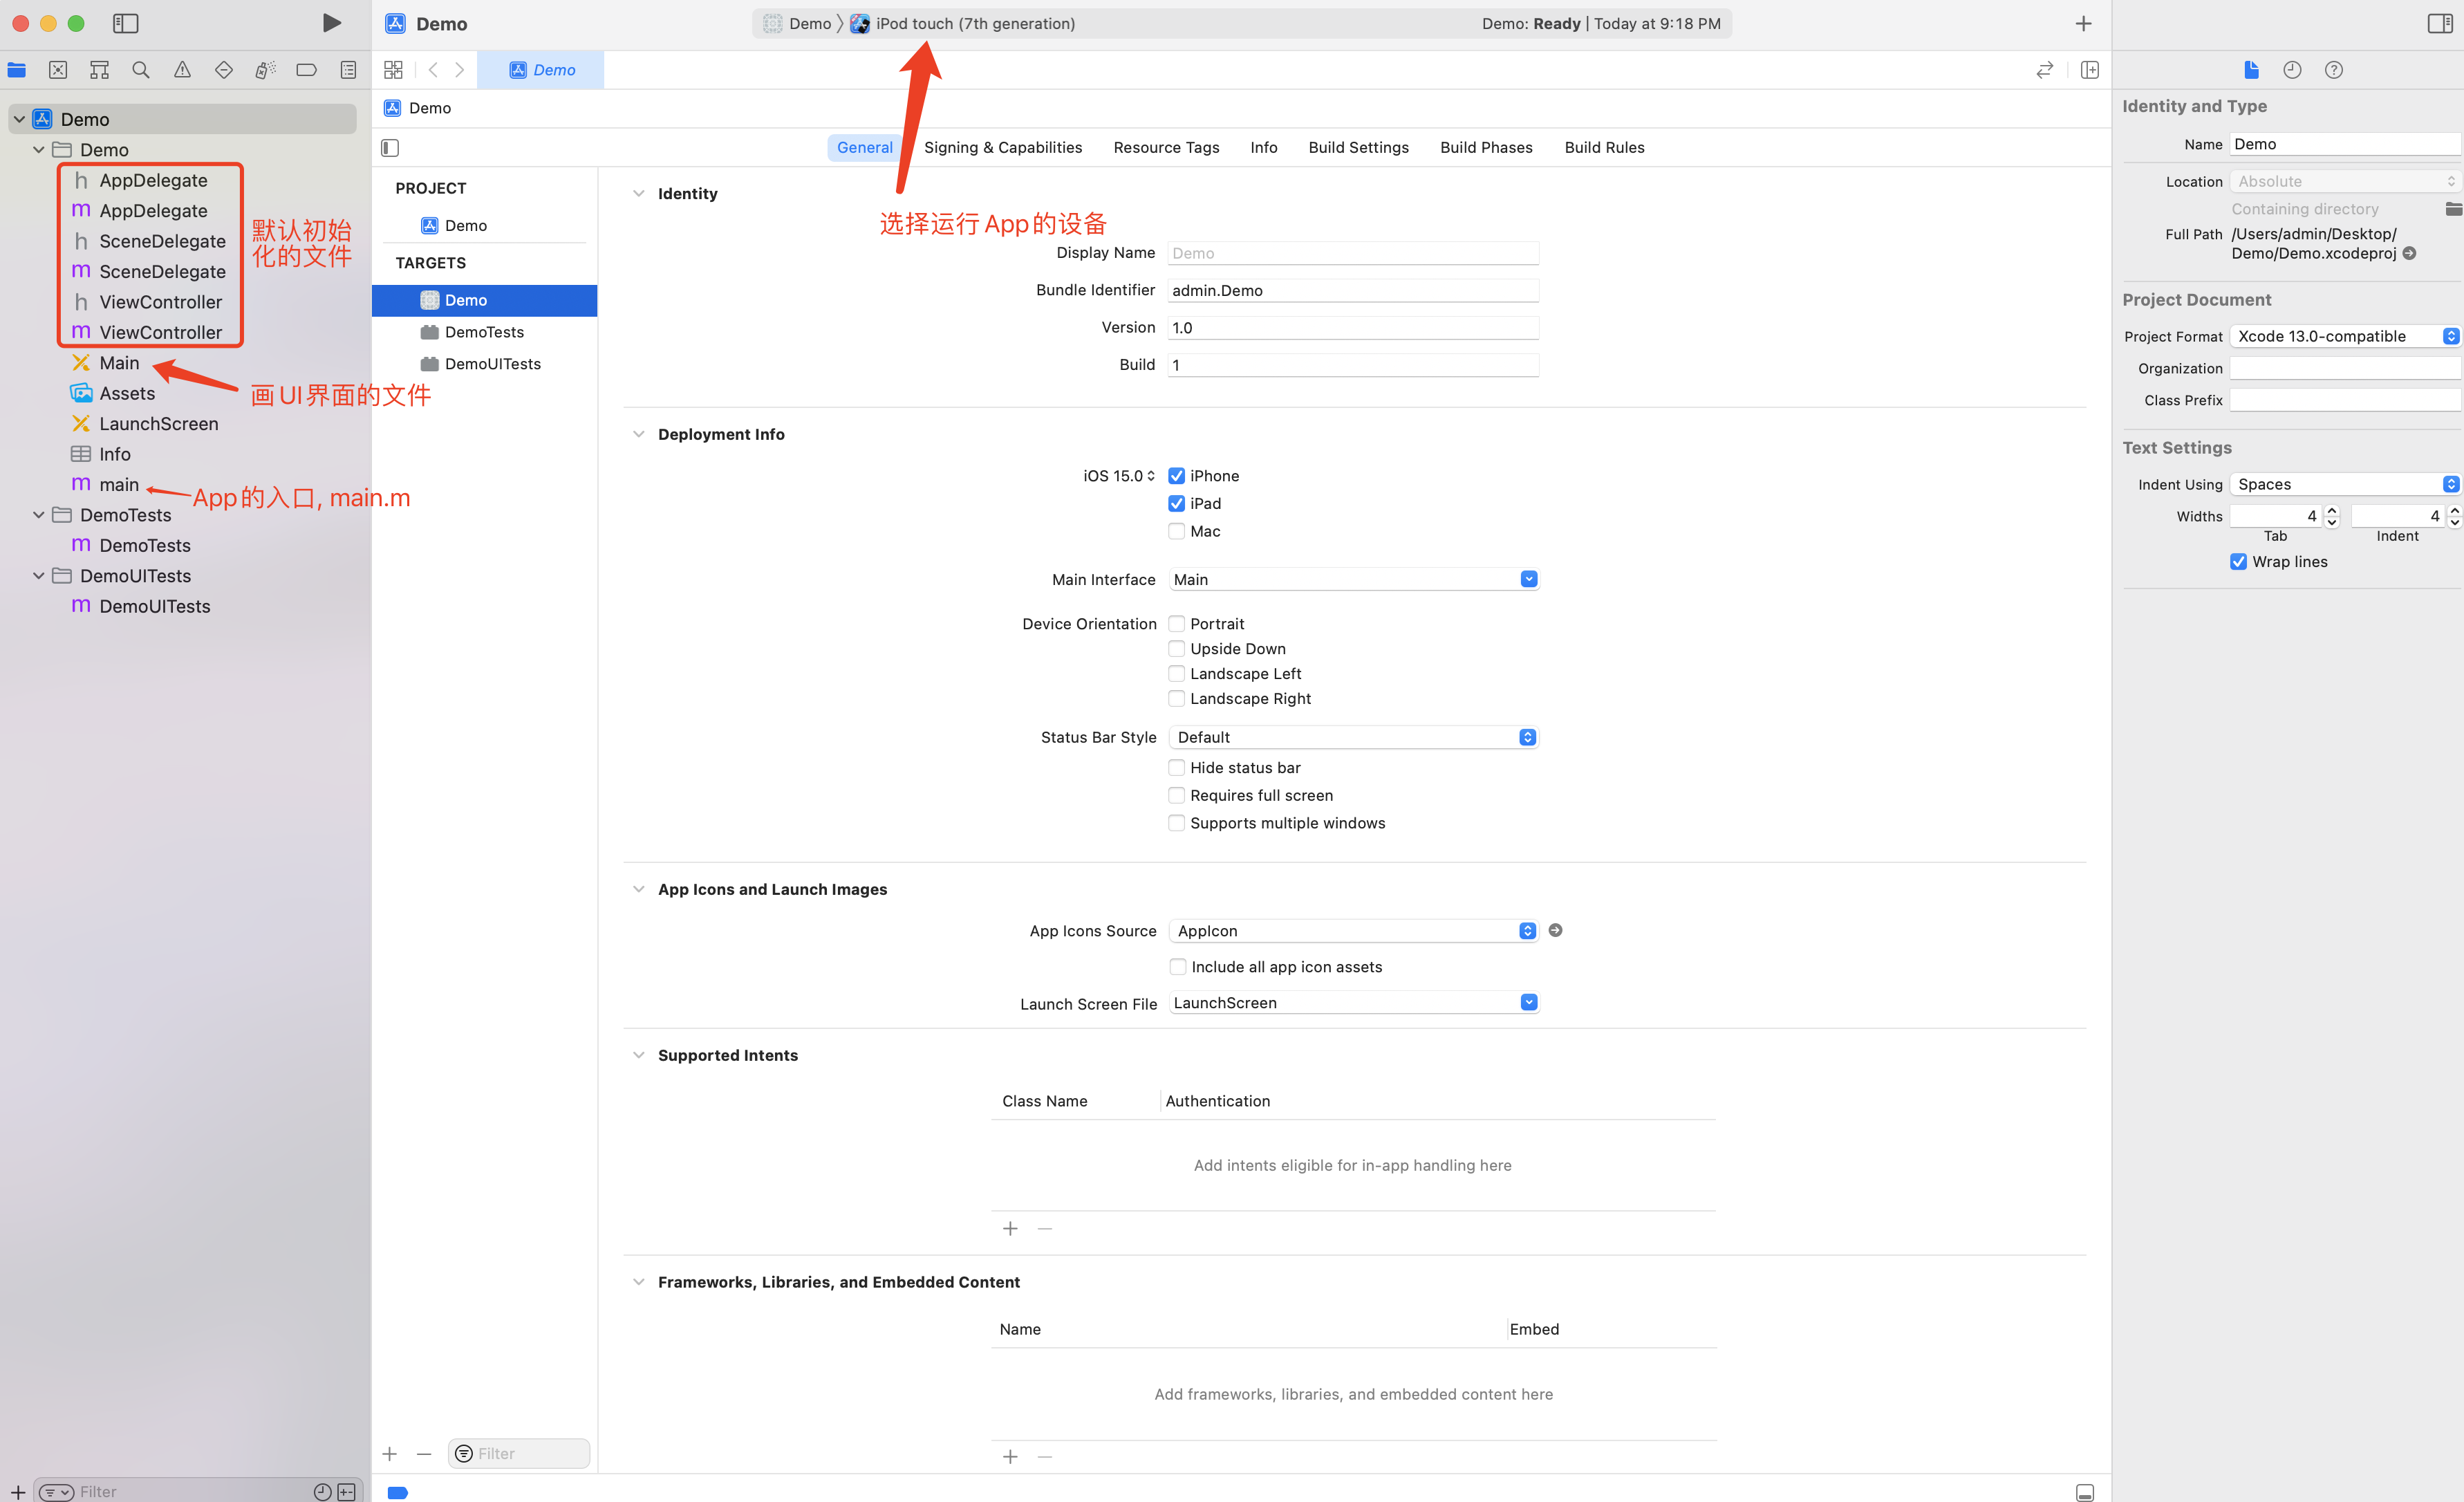 Demo
Demo
iPod touch (7th generation)
Demo: Ready | Today at 9:18 PM
Demo
Demo
Demo
Demo
AppDelegate
AppDelegate
SceneDelegate
SceneDelegate
ViewController
ViewController
Main
Assets
LaunchScreen
Info
main
DemoTests
DemoTests
DemoUITests
DemoUITests
默认初始
化的文件
画UI界面的文件
App的入口, main.m
选择运行App的设备
Filter
General
Signing & Capabilities
Resource Tags
Info
Build Settings
Build Phases
Build Rules
PROJECT
Demo
TARGETS
Demo
DemoTests
DemoUITests
Filter
Identity
Display Name
Demo
Bundle Identifier
admin.Demo
Version
1.0
Build
1
Deployment Info
iOS 15.0
iPhone
iPad
Mac
Main Interface
Main
Device Orientation
Portrait
Upside Down
Landscape Left
Landscape Right
Status Bar Style
Default
Hide status bar
Requires full screen
Supports multiple windows
App Icons and Launch Images
App Icons Source
AppIcon
Include all app icon assets
Launch Screen File
LaunchScreen
Supported Intents
Class Name
Authentication
Add intents eligible for in-app handling here
Frameworks, Libraries, and Embedded Content
Name
Embed
Add frameworks, libraries, and embedded content here
Identity and Type
Name
Demo
Location
Absolute
Containing directory
Full Path
/Users/admin/Desktop/
Demo/Demo.xcodeproj
Project Document
Project Format
Xcode 13.0-compatible
Organization
Class Prefix
Text Settings
Indent Using
Spaces
Widths
4
4
Tab
Indent
Wrap lines